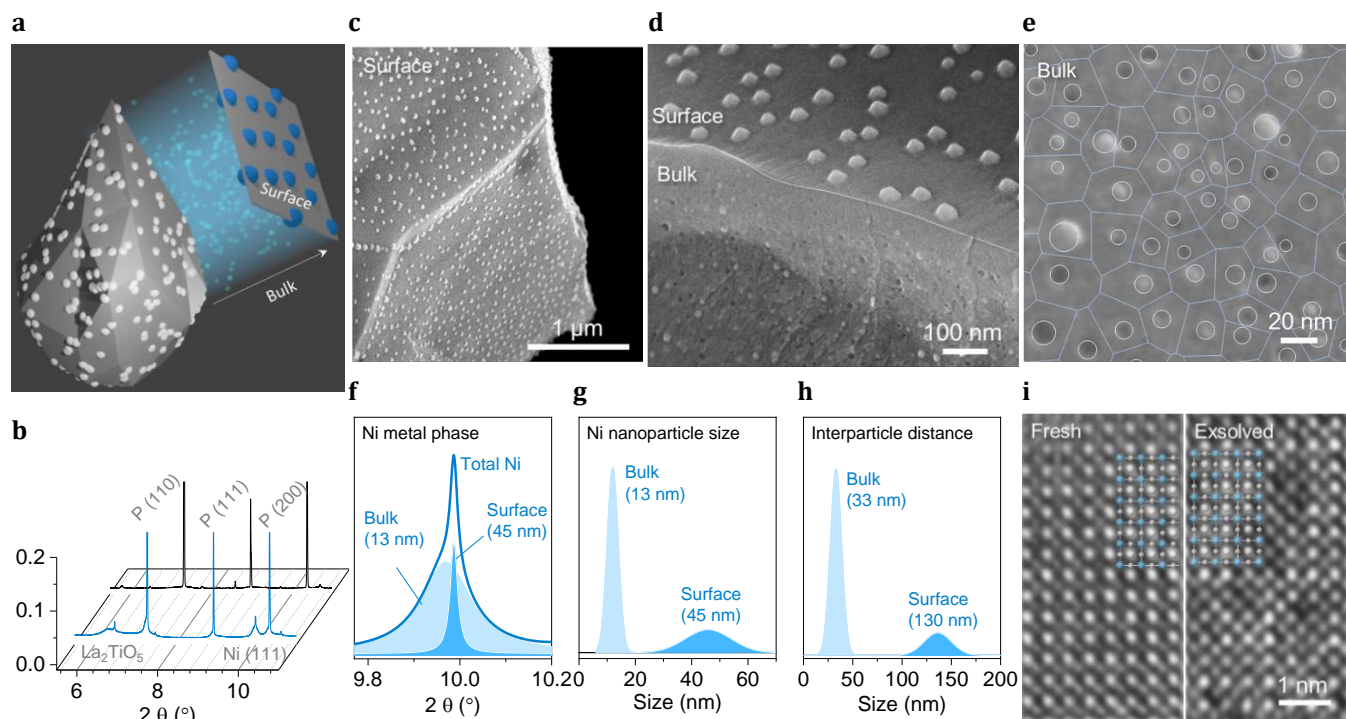 a
Surface
Bulk
b
P (110)
P (111)
P (200)
0.2
0.1
0.0
La₂TiO₅
Ni (111)
6
8
10
2 θ (°)
c
Surface
1 μm
d
Surface
Bulk
100 nm
e
Bulk
20 nm
f
Ni metal phase
Total Ni
Bulk
(13 nm)
Surface
(45 nm)
9.8
10.0
10.2
2 θ (°)
g
Ni nanoparticle size
Bulk
(13 nm)
Surface
(45 nm)
0
20
40
60
Size (nm)
h
Interparticle distance
Bulk
(33 nm)
Surface
(130 nm)
0
50
100
150
200
Size (nm)
i
Fresh
Exsolved
1 nm